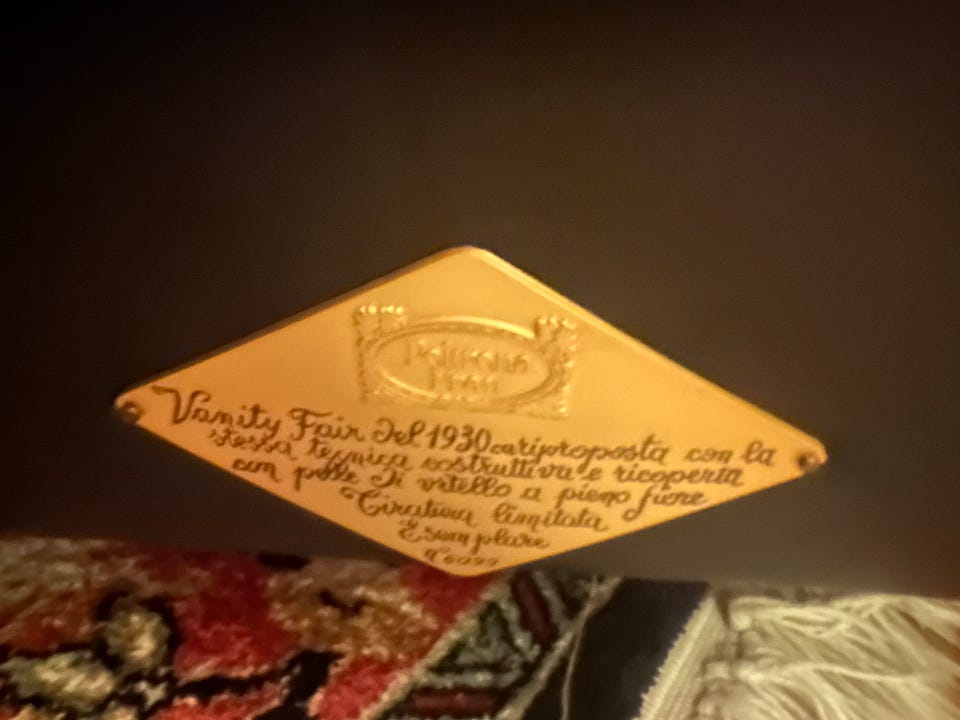 Poltrona
Frau
Vanity Fair del 1930 riproposta con la
stessa tecnica costruttiva e ricoperta
con pelle di vitello a pieno fiore
Tiratura limitata
Esemplare